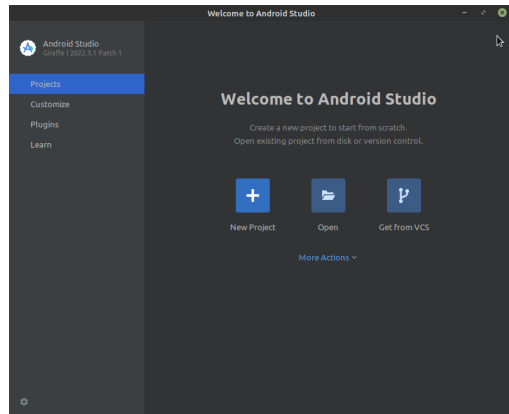 Welcome to Android Studio
Android Studio
Giraffe | 2022.3.1 Patch 1
Projects
Customize
Plugins
Learn
Welcome to Android Studio
Create a new project to start from scratch.
Open existing project from disk or version control.
New Project
Open
Get from VCS
More Actions